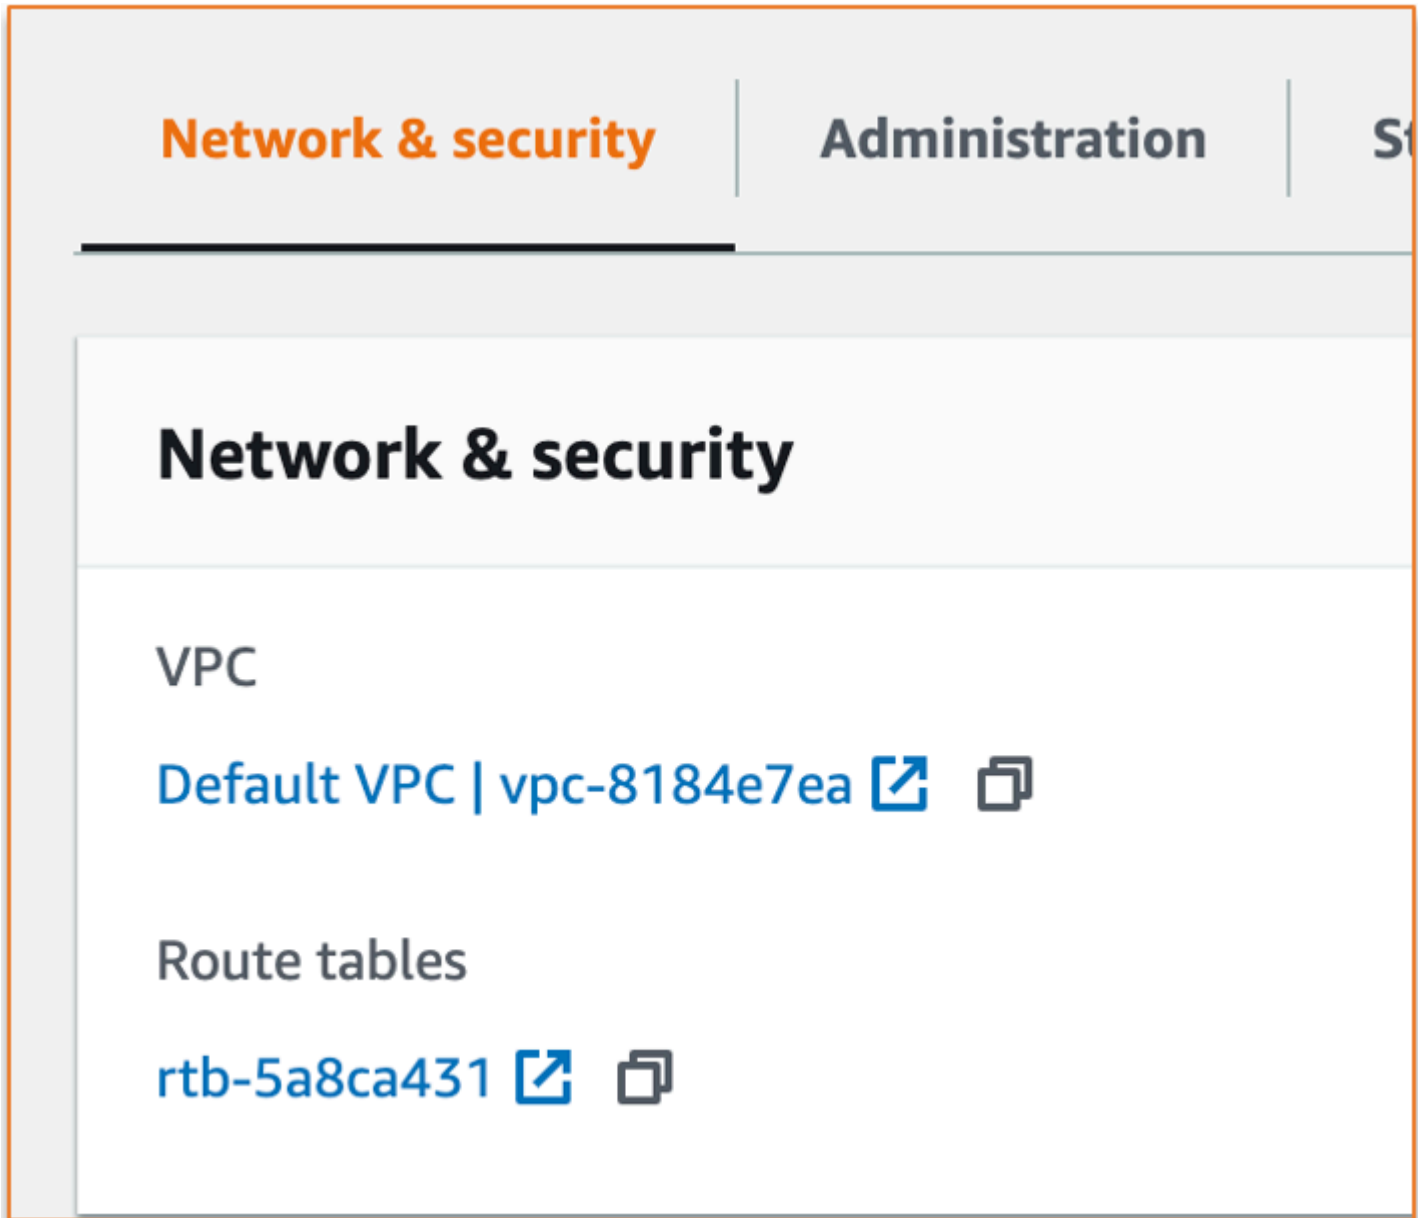 Network & security
Administration
Network & security
VPC
Default VPC | vpc-8184e7ea
Route tables
rtb-5a8ca431